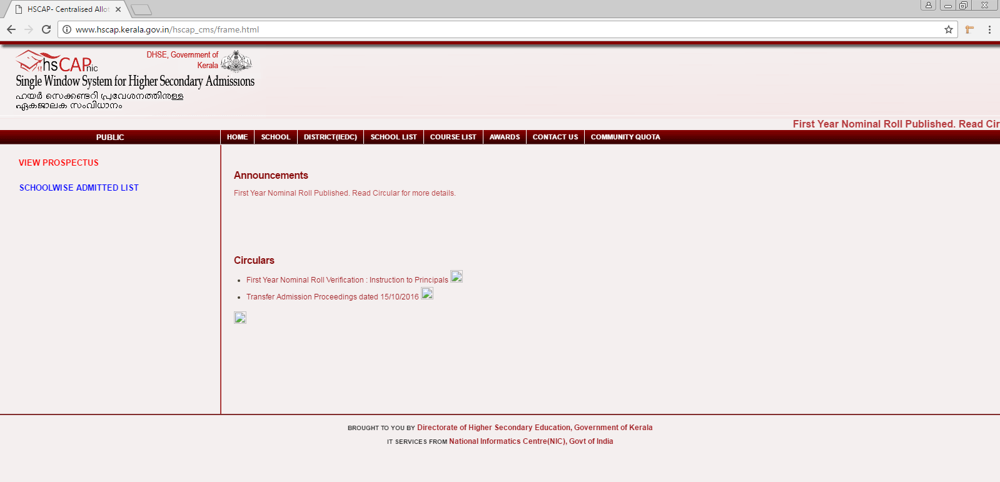 HSCAP- Centralised Allot
www.hscap.kerala.gov.in/hscap_cms/frame.html
hsCAPnic
DHSE, Government of
Kerala
Single Window System for Higher Secondary Admissions
ഹയർ സെക്കണ്ടറി പ്രവേശനത്തിനുള്ള
ഏകജാലക സംവിധാനം
First Year Nominal Roll Published. Read Cir
PUBLIC HOME SCHOOL DISTRICT(IEDC) SCHOOL LIST COURSE LIST AWARDS CONTACT US COMMUNITY QUOTA
VIEW PROSPECTUS
SCHOOLWISE ADMITTED LIST
Announcements
First Year Nominal Roll Published. Read Circular for more details.
Circulars
First Year Nominal Roll Verification : Instruction to Principals
Transfer Admission Proceedings dated 15/10/2016
BROUGHT TO YOU BY Directorate of Higher Secondary Education, Government of Kerala
IT SERVICES FROM National Informatics Centre(NIC), Govt of India